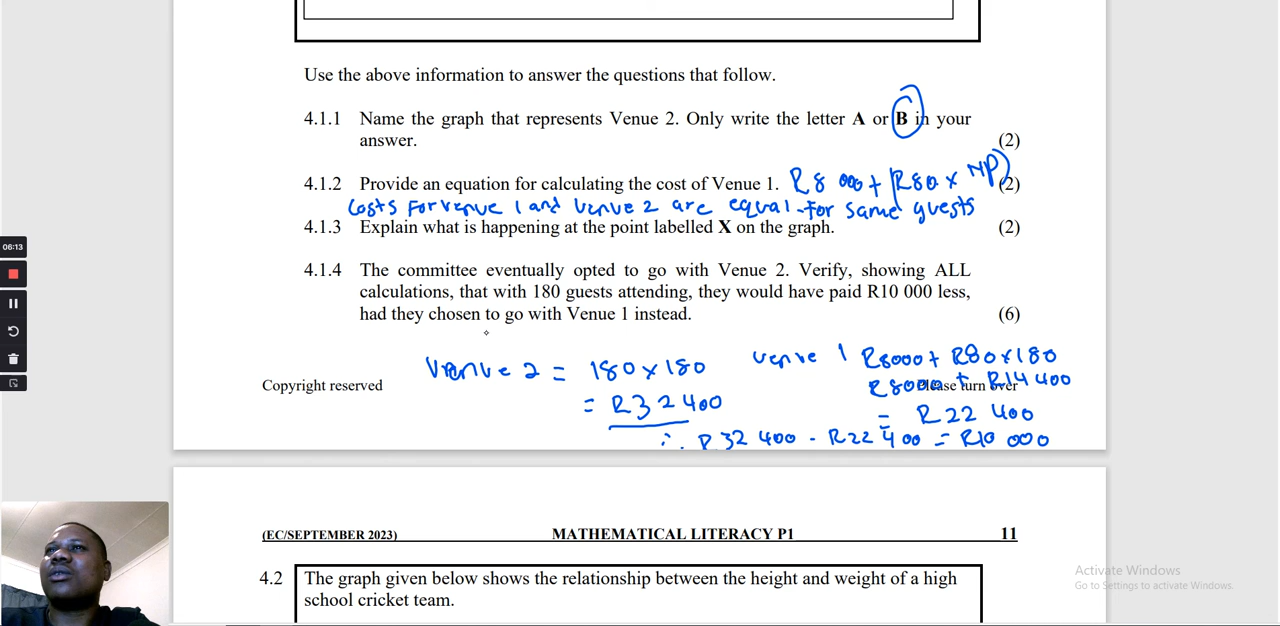 Use the above information to answer the questions that follow.
4.1.1 Name the graph that represents Venue 2. Only write the letter A or B in your
answer. (2)
4.1.2 Provide an equation for calculating the cost of Venue 1. R8 000 + (R80 × NP) (2)
Costs for venue 1 and venue 2 are equal - for same guests
4.1.3 Explain what is happening at the point labelled X on the graph. (2)
4.1.4 The committee eventually opted to go with Venue 2. Verify, showing ALL
calculations, that with 180 guests attending, they would have paid R10 000 less,
had they chosen to go with Venue 1 instead. (6)
Venue 2 = 180 × 180
= R32 400
venue 1 R8000 + R80 × 180
R8000 + R14 400
= R22 400
∴ R32 400 - R22 400 = R10 000
Copyright reserved Please turn over
(EC/SEPTEMBER 2023) MATHEMATICAL LITERACY P1 11
4.2 The graph given below shows the relationship between the height and weight of a high
school cricket team.
06:13
Activate Windows
Go to Settings to activate Windows.